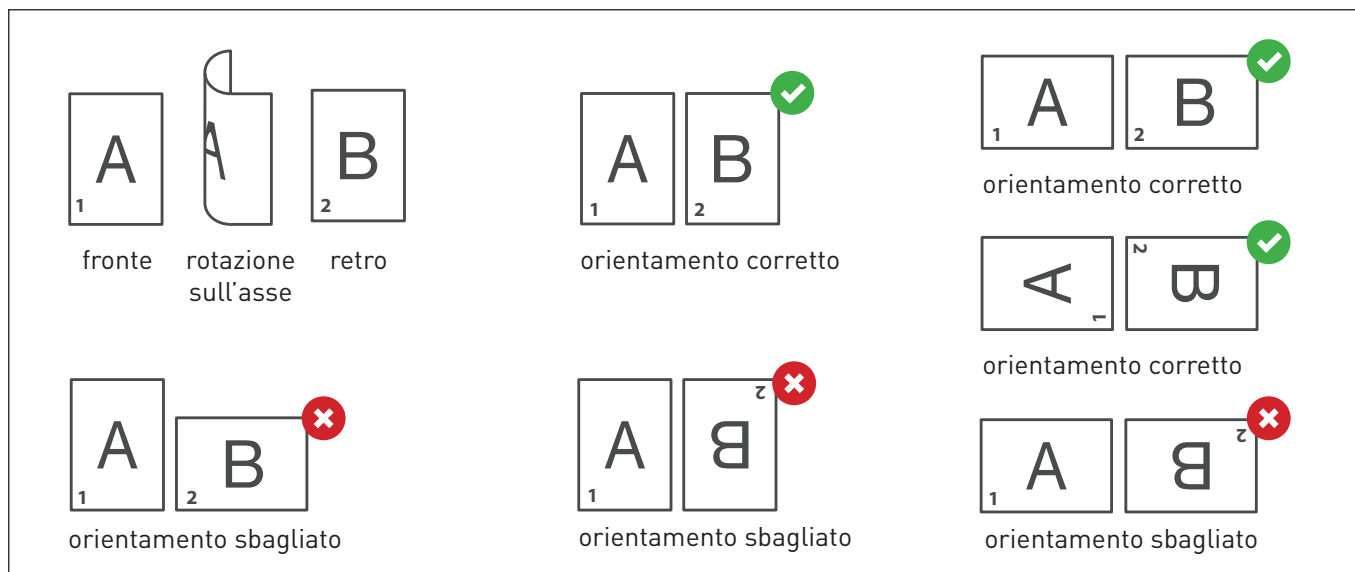 A
1
A
B
2
fronte
rotazione
sull'asse
retro
A
1
B
2
orientamento corretto
A
1
B
2
orientamento corretto
A
1
B
2
orientamento corretto
A
1
B
2
orientamento sbagliato
A
1
B
2
orientamento sbagliato
A
1
B
2
orientamento sbagliato